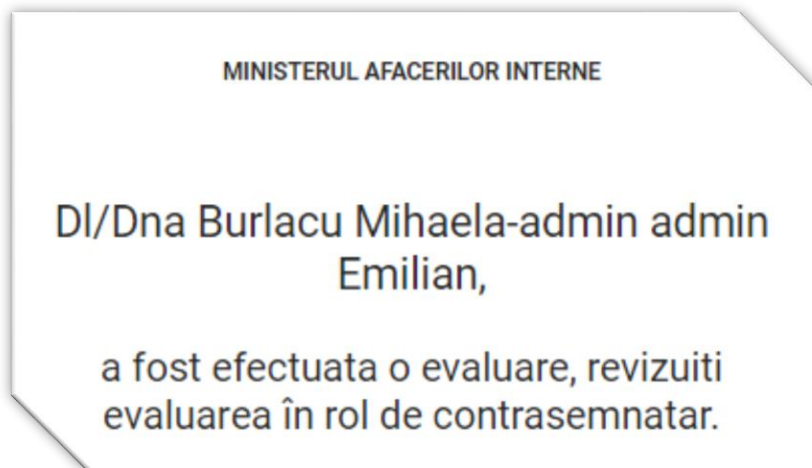 MINISTERUL AFACERILOR INTERNE
Dl/Dna Burlacu Mihaela-admin admin
Emilian,
a fost efectuata o evaluare, revizuiti
evaluarea în rol de contrasemnatar.